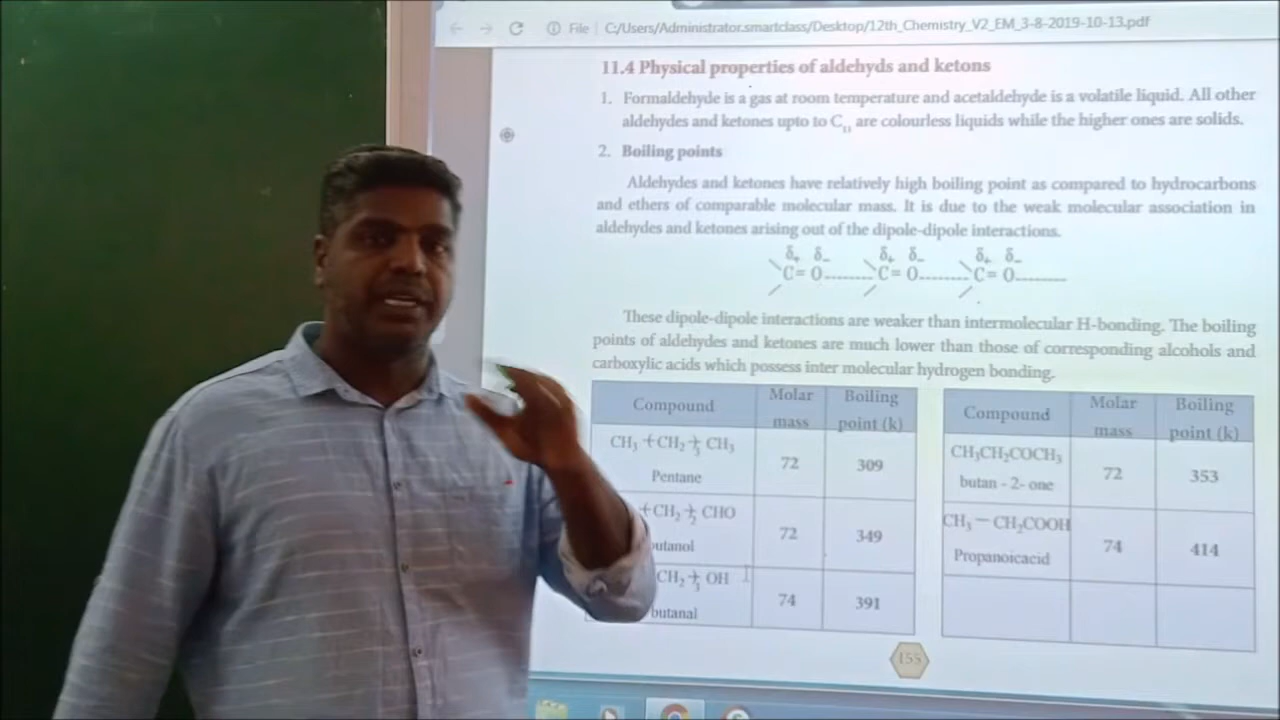 File C:/Users/Administrator.smartclass/Desktop/12th_Chemistry_V2_EM_3-8-2019-10-13.pdf
11.4 Physical properties of aldehyds and ketons
1. Formaldehyde is a gas at room temperature and acetaldehyde is a volatile liquid. All other
aldehydes and ketones upto to C₁₁ are colourless liquids while the higher ones are solids.
2. Boiling points
Aldehydes and ketones have relatively high boiling point as compared to hydrocarbons
and ethers of comparable molecular mass. It is due to the weak molecular association in
aldehydes and ketones arising out of the dipole-dipole interactions.
δ+ δ- δ+ δ- δ+ δ-
C= O--------C= O--------C= O--------
These dipole-dipole interactions are weaker than intermolecular H-bonding. The boiling
points of aldehydes and ketones are much lower than those of corresponding alcohols and
carboxylic acids which possess inter molecular hydrogen bonding.
Compound Molar mass Boiling point (k)
CH₃ +CH₂ +₃ CH₃
Pentane 72 309
+CH₂ +₂ CHO
utanol 72 349
CH₂ +₃ OH
butanal 74 391
Compound Molar mass Boiling point (k)
CH₃CH₂COCH₃
butan - 2- one 72 353
CH₃ — CH₂COOH
Propanoicacid 74 414
155